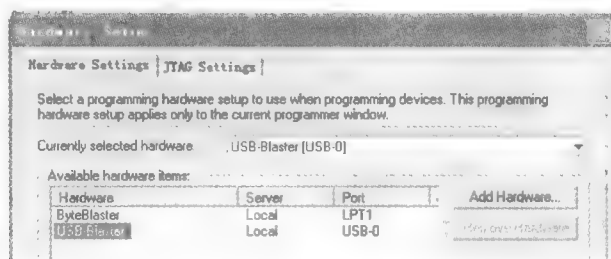 Hardware Setup
Hardware Settings JTAG Settings
Select a programming hardware setup to use when programming devices. This programming
hardware setup applies only to the current programmer window.
Currently selected hardware: USB-Blaster [USB-0]
Available hardware items:
Hardware Server Port Add Hardware...
ByteBlaster Local LPT1
USB-Blaster Local USB-0